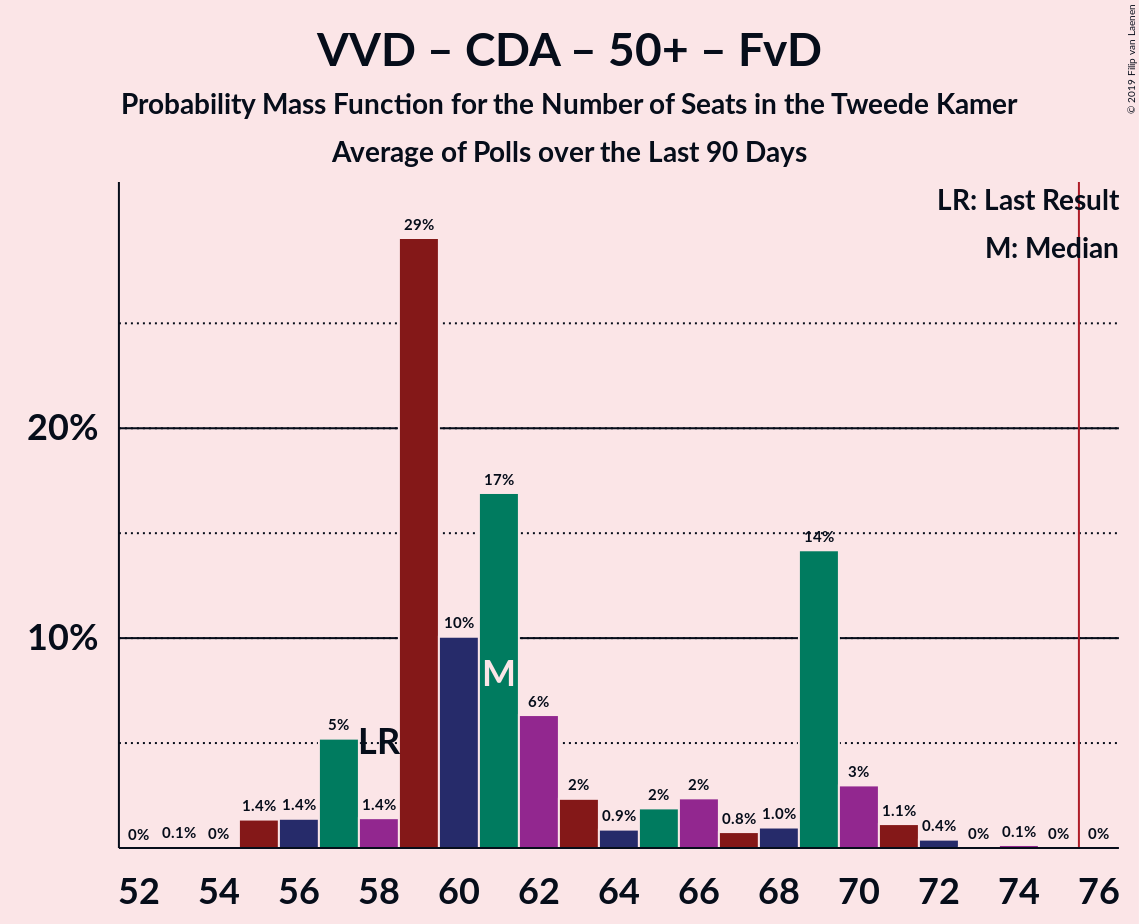 VVD – CDA – 50+ – FvD
Probability Mass Function for the Number of Seats in the Tweede Kamer
Average of Polls over the Last 90 Days
© 2019 Filip van Laenen
LR: Last Result
M: Median
29%
20%
17%
14%
10%
10%
M
6%
5%
LR
3%
1.4% 1.4% 1.4% 2% 0.9% 2% 2% 0.8% 1.0% 1.1% 0.4%
0% 0.1% 0% 0% 0.1% 0% 0%
52 54 56 58 60 62 64 66 68 70 72 74 76